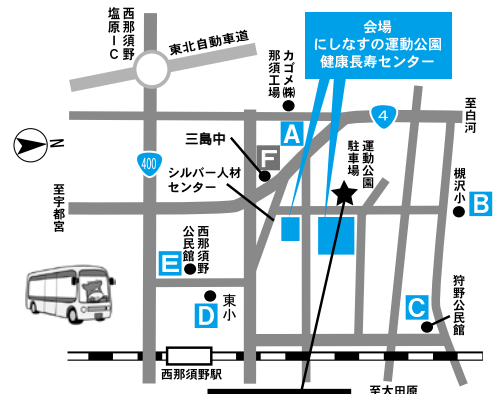 西那須野
塩原ーＩＣ
東北自動車道
カゴメ㈱
那須工場
会場
にしなすの運動公園
健康長寿センター
至白河
4
A
三島中
F
運動公園
駐車場
N
400
シルバー人材
センター
槻沢小
B
至宇都宮
西那須野
公民館
E
D
東小
狩野公民館
C
西那須野駅
至大田原